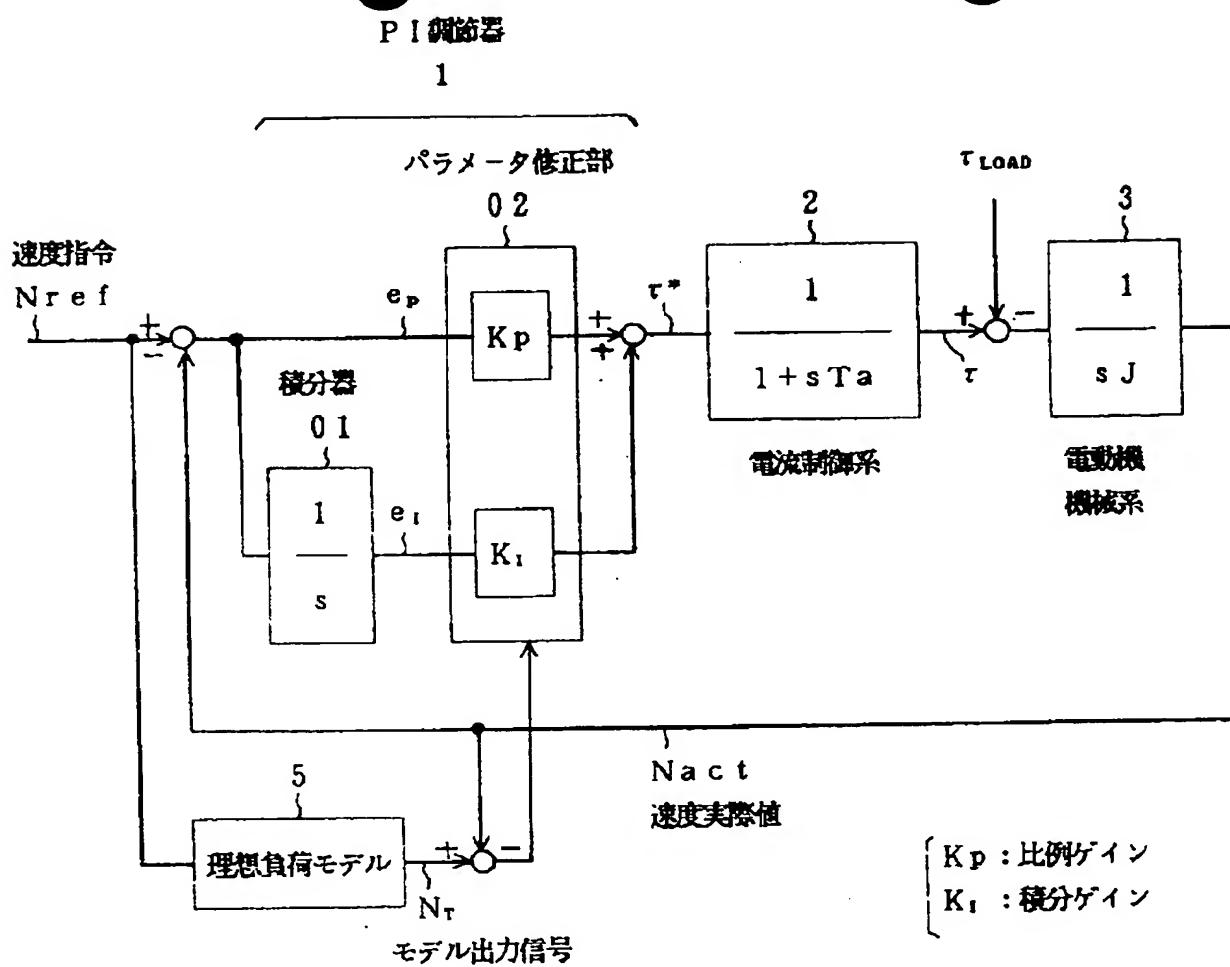 PI調節器
1
パラメータ修正部
02
τLOAD
2
3
速度指令
Nref
eP
Kp
+
+
τ*
1
1+sTa
+
-
τ
1
sJ
+
-
積分器
01
1
s
eI
KI
電流制御系
電動機
機械系
Nact
速度実際値
5
理想負荷モデル
+
-
NT
モデル出力信号
Kp:比例ゲイン
KI:積分ゲイン